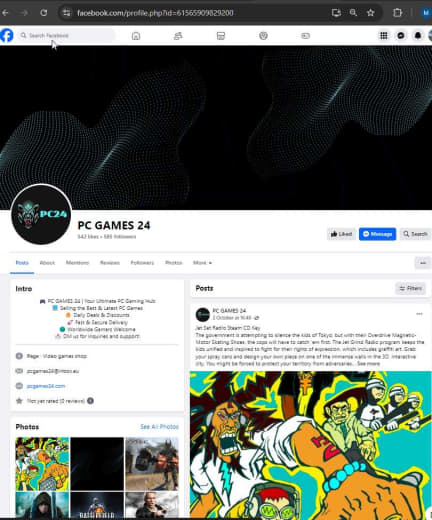 facebook.com/profile.php?id=61565909829200
Search Facebook
PC24
PC GAMES 24
542 likes • 585 followers
Liked
Message
Search
Posts
About
Mentions
Reviews
Followers
Photos
More
Intro
PC GAMES 24 | Your Ultimate PC Gaming Hub!
Selling the Best & Latest PC Games
Daily Deals & Discounts
Fast & Secure Delivery
Worldwide Gamers Welcome
DM us for inquiries and support!
Page · Video games shop
pcgames24@inbox.eu
pcgames24.com
Not yet rated (0 reviews)
Photos
See All Photos
Posts
Filters
PC GAMES 24
2 October at 16:48
Jet Set Radio Steam CD Key
The government is attempting to silence the kids of Tokyo, but with their Overdrive Magnetic-
Motor Skating Shoes, the cops will have to catch 'em first. The Jet Grind Radio program keeps the
kids unified and inspired to fight for their rights of expression, which includes graffiti art. Grab
your spray cans and design your own piece on one of the immense walls in the 3D, interactive
city. You might be forced to protect your territory from adversaries... See more